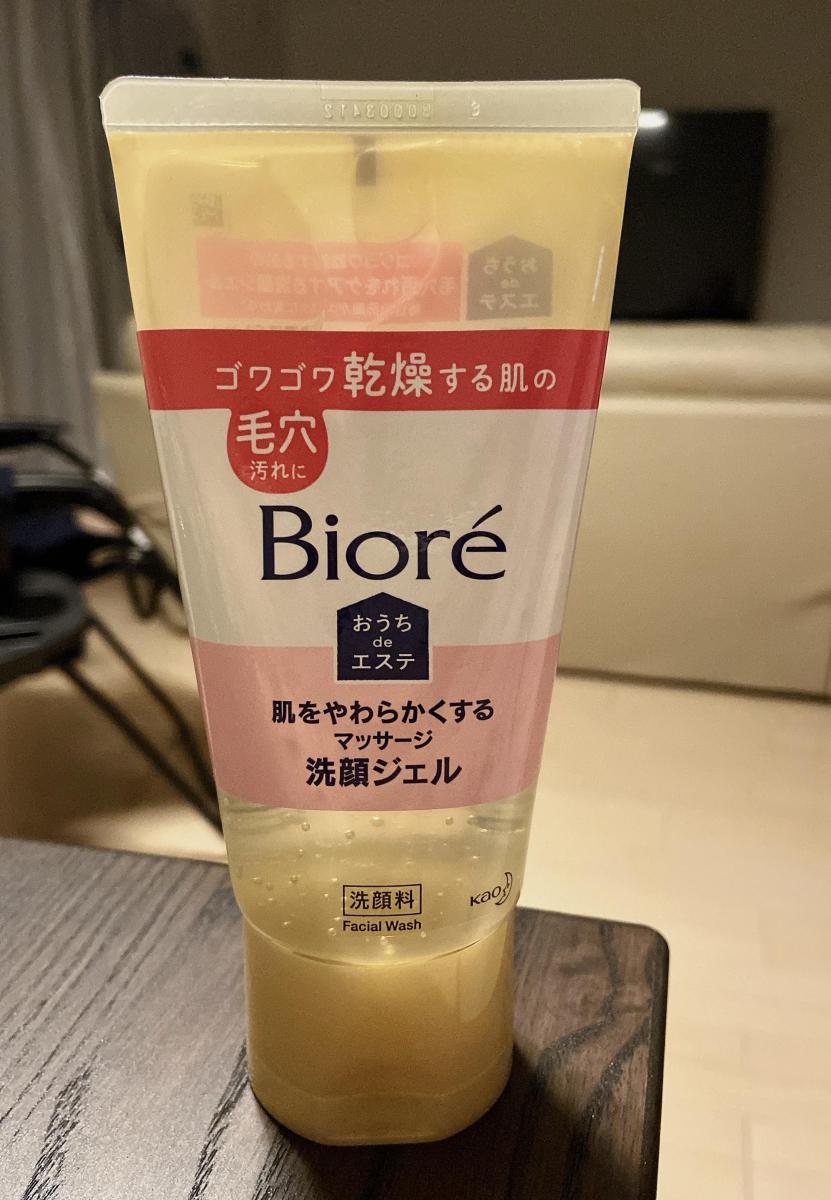 ゴワゴワ乾燥する肌の
毛穴
汚れに
Bioré
おうち
de
エステ
肌をやわらかくする
マッサージ
洗顔ジェル
洗顔料
Facial Wash
Kao